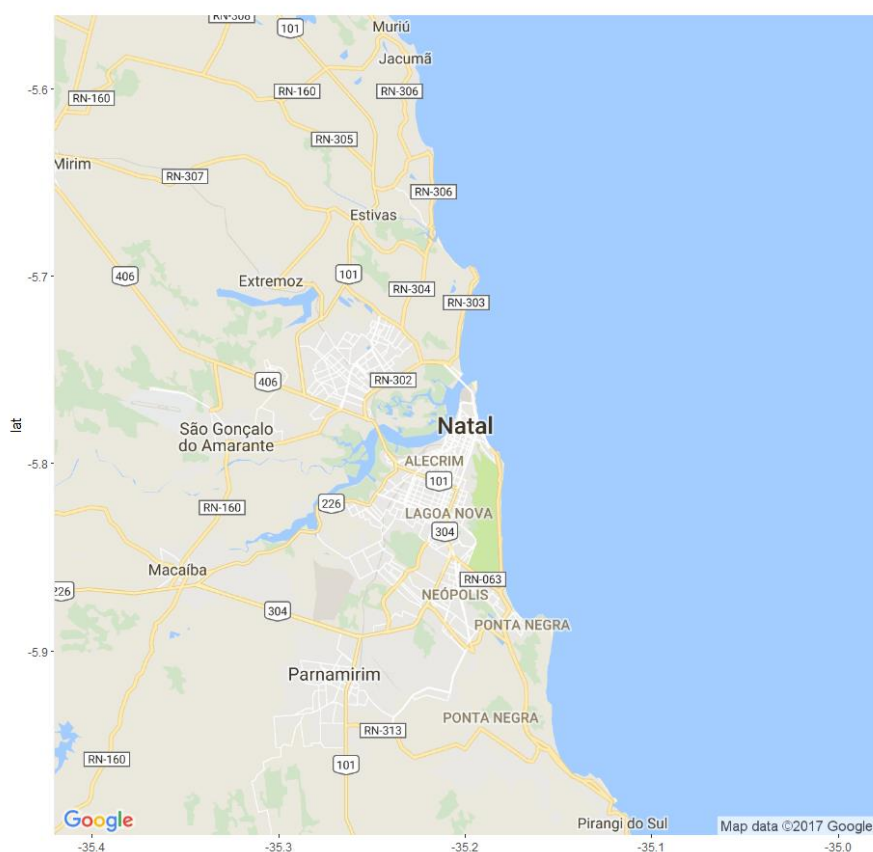 RN-308
101
Muriú
Jacumã
-5.6
RN-160
RN-160
RN-306
RN-305
Mirim
RN-307
RN-306
Estivas
-5.7
406
Extremoz
101
RN-304
RN-303
406
RN-302
lat
São Gonçalo
do Amarante
Natal
-5.8
ALECRIM
101
226
RN-160
LAGOA NOVA
304
Macaíba
RN-063
226
NEÓPOLIS
304
PONTA NEGRA
-5.9
Parnamirim
PONTA NEGRA
RN-313
RN-160
101
Google
Pirangi do Sul
Map data ©2017 Google
-35.4
-35.3
-35.2
-35.1
-35.0